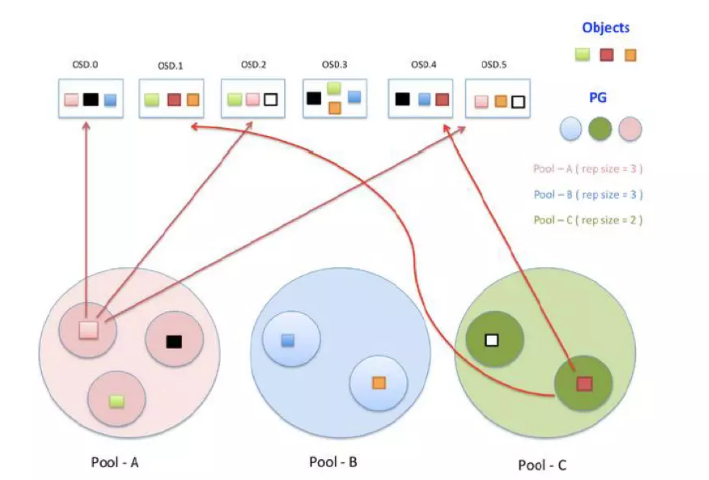 Objects
OSD.0
OSD.1
OSD.2
OSD.3
OSD.4
OSD.5
PG
Pool – A ( rep size = 3 )
Pool – B ( rep size = 3 )
Pool – C ( rep size = 2 )
Pool - A
Pool - B
Pool - C